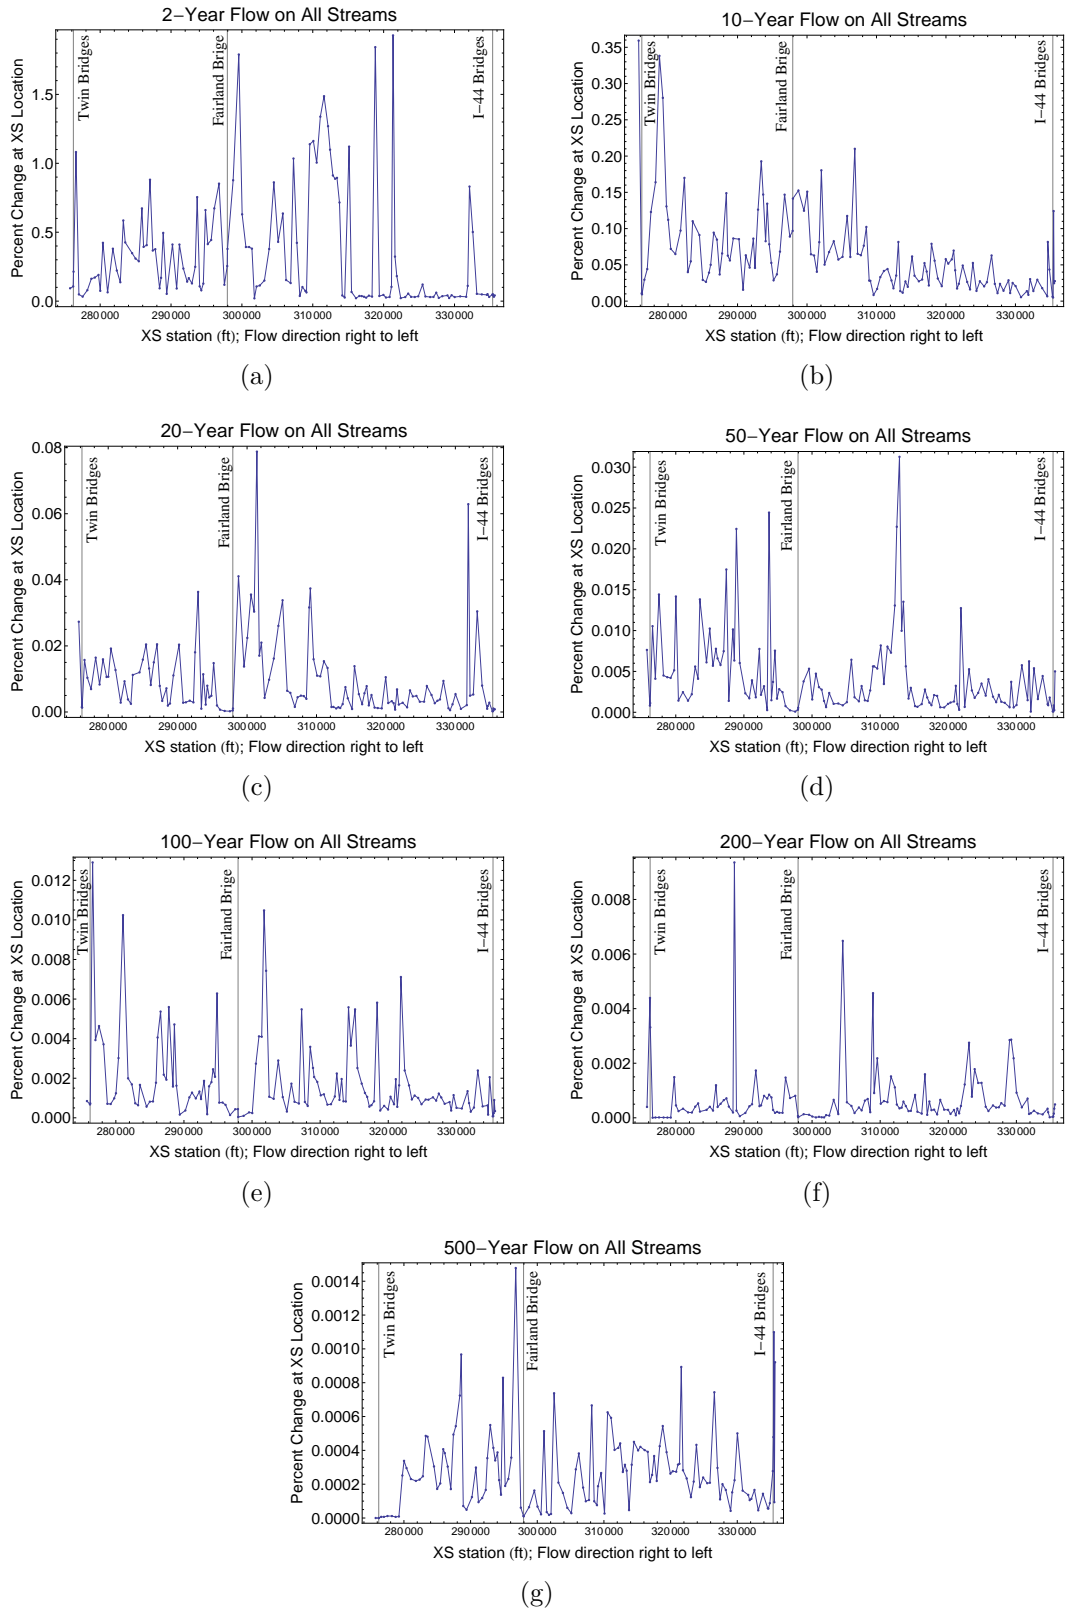 2−Year Flow on All Streams
Percent Change at XS Location
1.5
1.0
0.5
0.0
Twin Bridges
Fairland Brige
I−44 Bridges
280000 290000 300000 310000 320000 330000
XS station (ft); Flow direction right to left
(a)
10−Year Flow on All Streams
Percent Change at XS Location
0.35
0.30
0.25
0.20
0.15
0.10
0.05
0.00
Twin Bridges
Fairland Brige
I−44 Bridges
280000 290000 300000 310000 320000 330000
XS station (ft); Flow direction right to left
(b)
20−Year Flow on All Streams
Percent Change at XS Location
0.08
0.06
0.04
0.02
0.00
Twin Bridges
Fairland Brige
I−44 Bridges
280000 290000 300000 310000 320000 330000
XS station (ft); Flow direction right to left
(c)
50−Year Flow on All Streams
Percent Change at XS Location
0.030
0.025
0.020
0.015
0.010
0.005
0.000
Twin Bridges
Fairland Brige
I−44 Bridges
280000 290000 300000 310000 320000 330000
XS station (ft); Flow direction right to left
(d)
100−Year Flow on All Streams
Percent Change at XS Location
0.012
0.010
0.008
0.006
0.004
0.002
0.000
Twin Bridges
Fairland Brige
I−44 Bridges
280000 290000 300000 310000 320000 330000
XS station (ft); Flow direction right to left
(e)
200−Year Flow on All Streams
Percent Change at XS Location
0.008
0.006
0.004
0.002
0.000
Twin Bridges
Fairland Brige
I−44 Bridges
280000 290000 300000 310000 320000 330000
XS station (ft); Flow direction right to left
(f)
500−Year Flow on All Streams
Percent Change at XS Location
0.0014
0.0012
0.0010
0.0008
0.0006
0.0004
0.0002
0.0000
Twin Bridges
Fairland Bridge
I−44 Bridges
280000 290000 300000 310000 320000 330000
XS station (ft); Flow direction right to left
(g)